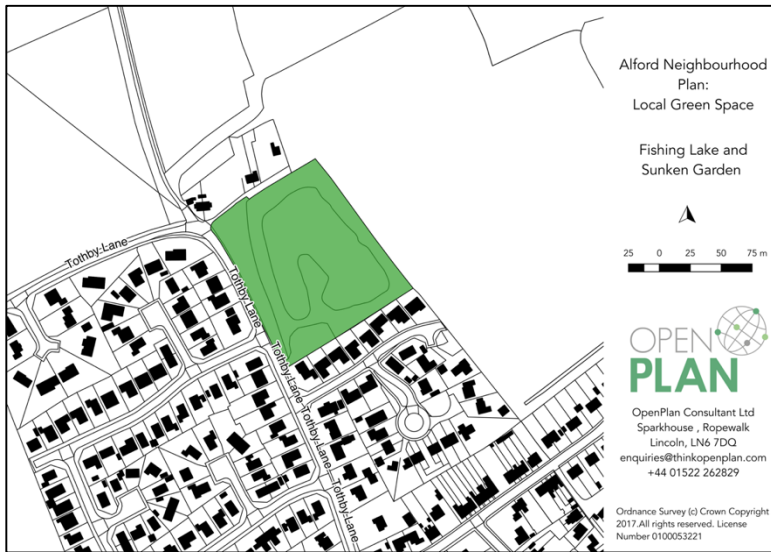 Alford Neighbourhood
Plan:
Local Green Space
Fishing Lake and
Sunken Garden
25 0 25 50 75 m
OPEN
PLAN
OpenPlan Consultant Ltd
Sparkhouse , Ropewalk
Lincoln, LN6 7DQ
enquiries@thinkopenplan.com
+44 01522 262829
Ordnance Survey (c) Crown Copyright
2017.All rights reserved. License
Number 0100053221
Tothby Lane
Tothby Lane
Tothby Lane
Tothby Lane
Tothby Lane